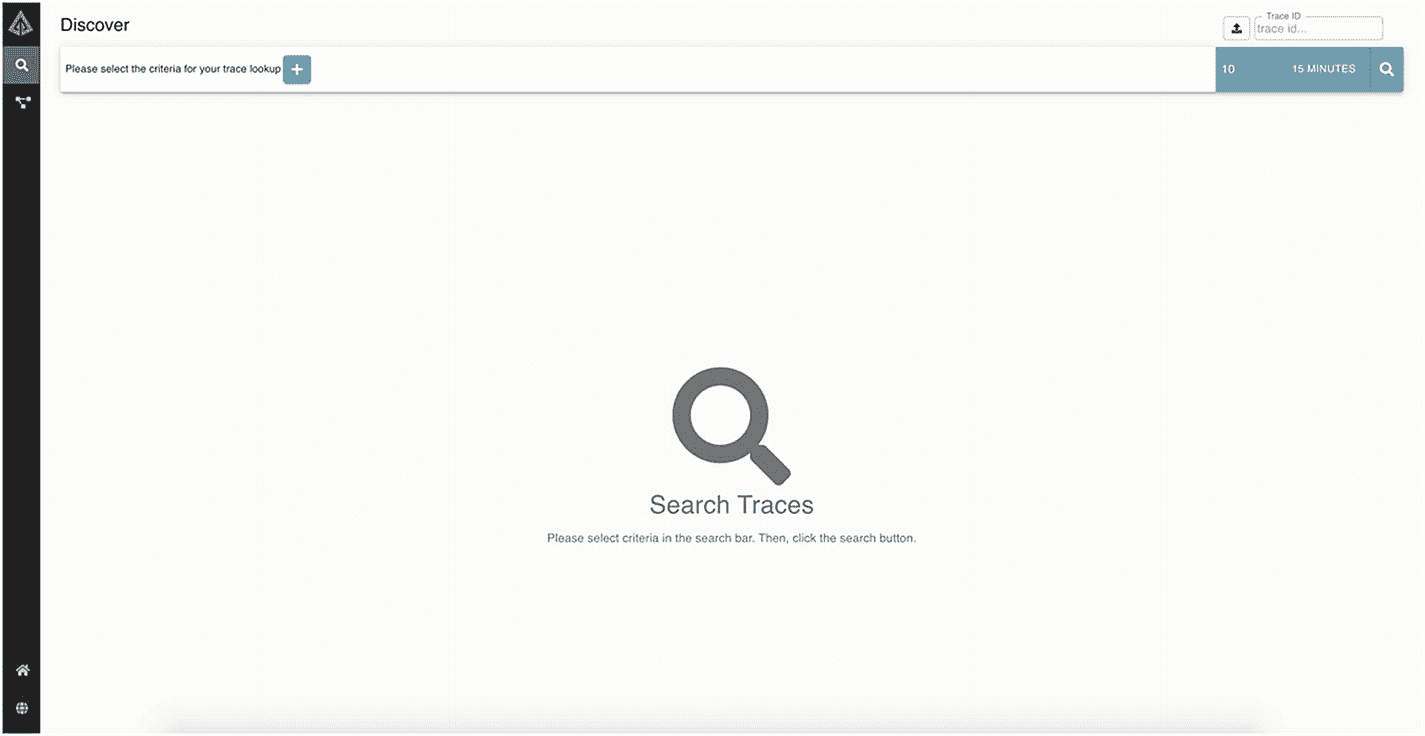 Discover
Trace ID
trace id...
Please select the criteria for your trace lookup
10
15 MINUTES
Search Traces
Please select criteria in the search bar. Then, click the search button.